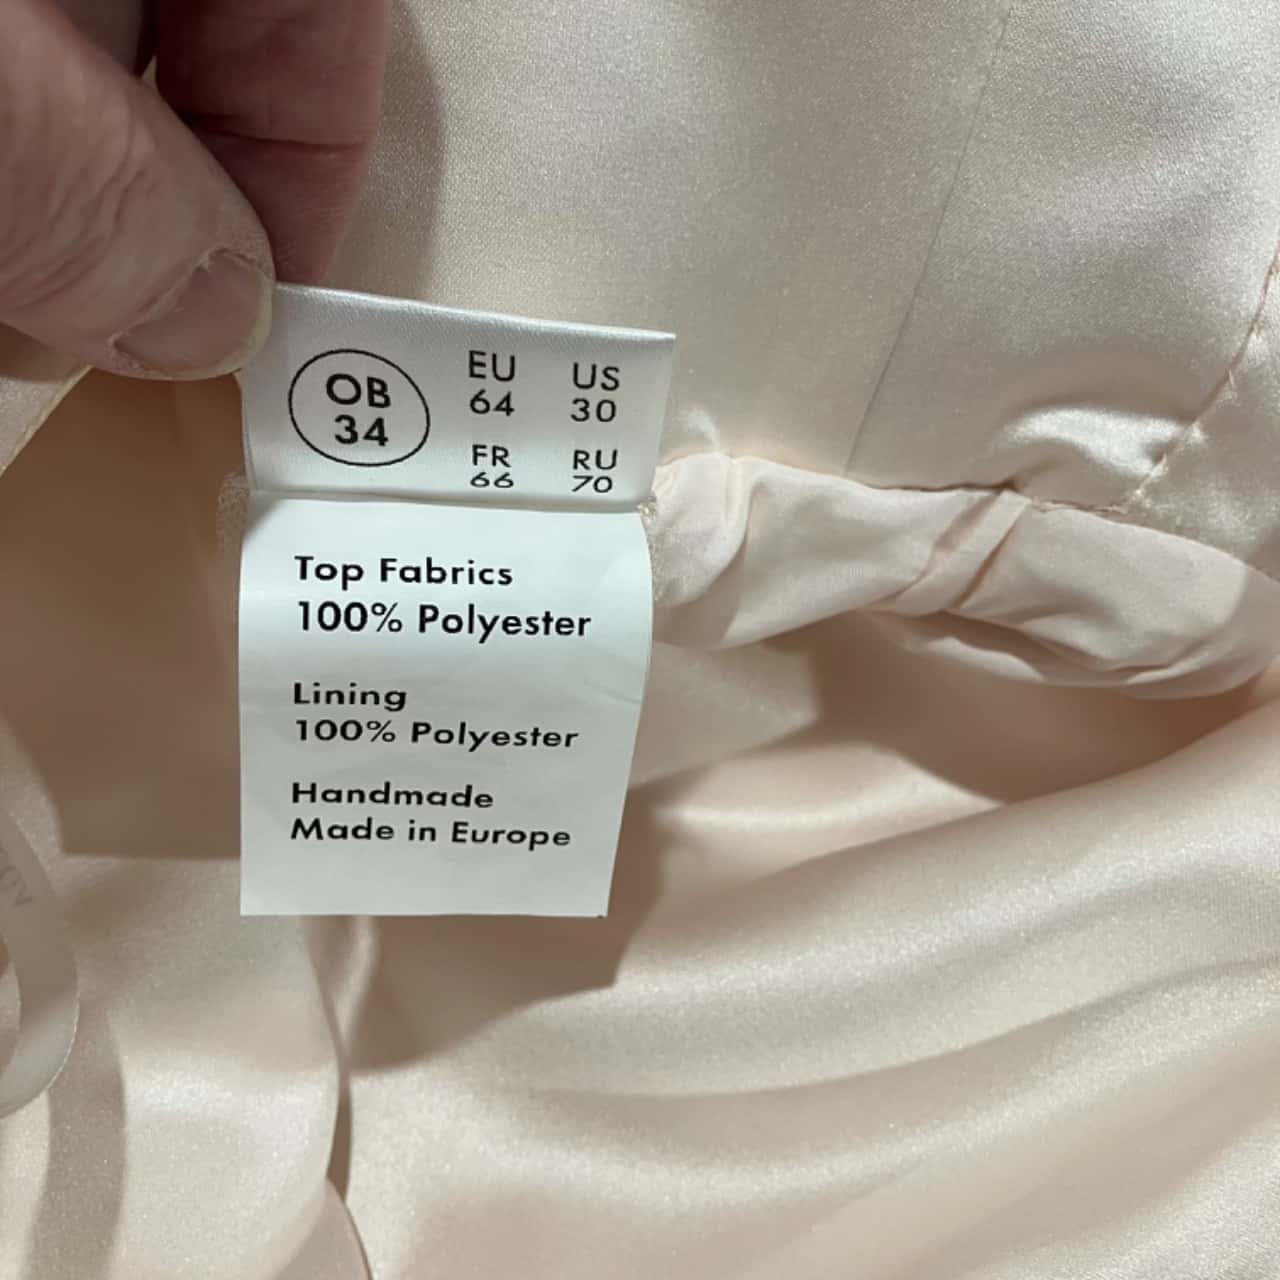 OB
34
EU
64
US
30
FR
66
RU
70
Top Fabrics
100% Polyester
Lining
100% Polyester
Handmade
Made in Europe